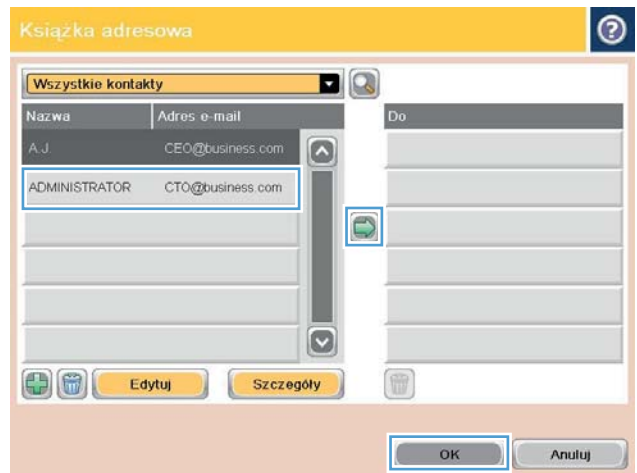 Książka adresowa
Wszystkie kontakty
Nazwa Adres e-mail Do
A.J. CEO@business.com
ADMINISTRATOR CTO@business.com
Edytuj Szczegóły
OK Anuluj